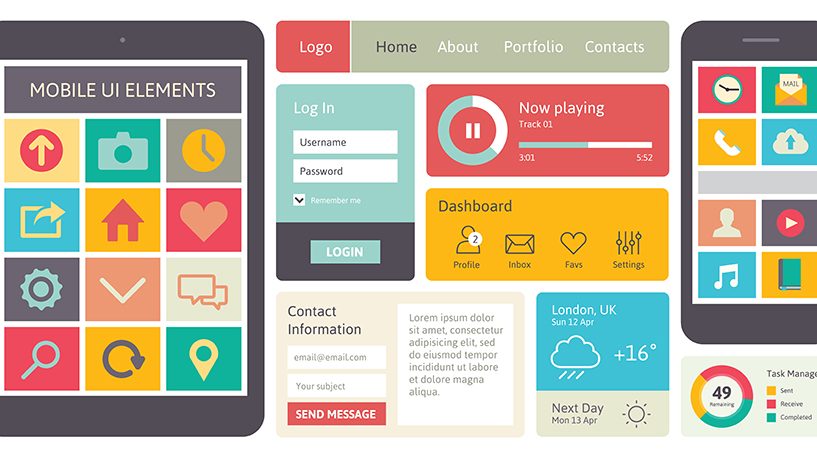 MOBILE UI ELEMENTS
Logo
Home
About
Portfolio
Contacts
Log In
Username
Password
Remember me
LOGIN
Now playing
Track 01
3:01
5:52
Dashboard
2
Profile
Inbox
Favs
Settings
Contact
Information
email@email.com
Your subject
SEND MESSAGE
Lorem ipsum dolor
sit amet, consectetur
adipisicing elit, sed
do eiusmod tempor
incididunt ut labore
et dolore magna
aliqua.
London, UK
Sun 12 Apr
+16°
Next Day
Mon 13 Apr
MAIL
49
Remaining
Task Manage
Sent
Receive
Completed